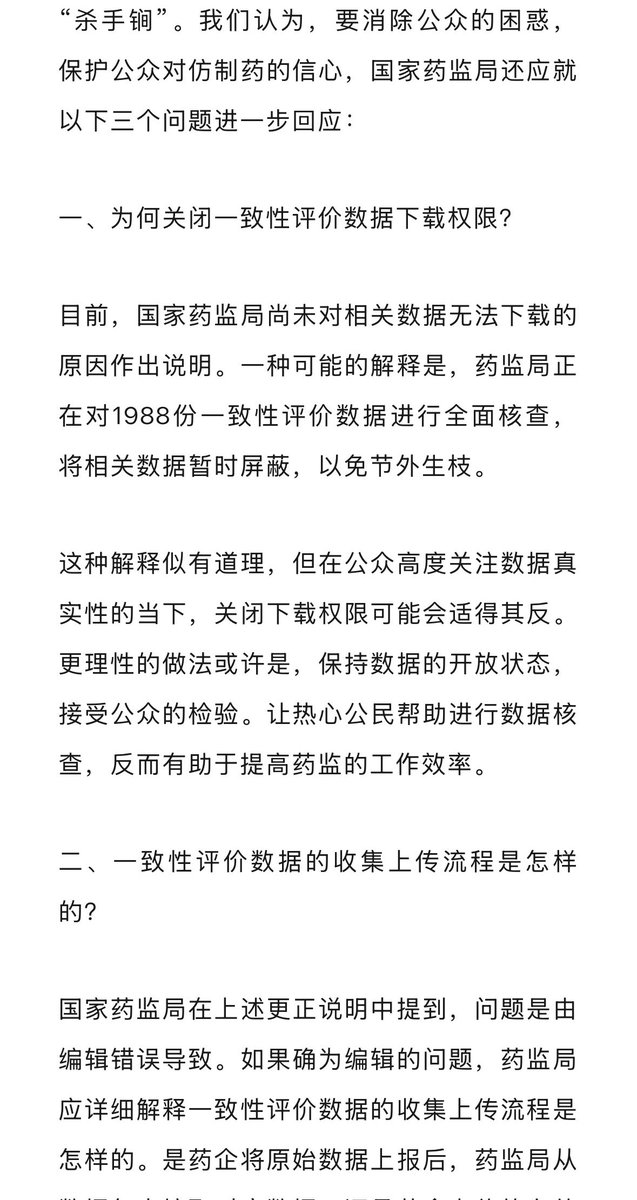 “杀手锏”。我们认为，要消除公众的困惑，
保护公众对仿制药的信心，国家药监局还应就
以下三个问题进一步回应：
一、为何关闭一致性评价数据下载权限？
目前，国家药监局尚未对相关数据无法下载的
原因作出说明。一种可能的解释是，药监局正
在对1988份一致性评价数据进行全面核查，
将相关数据暂时屏蔽，以免节外生枝。
这种解释似有道理，但在公众高度关注数据真
实性的当下，关闭下载权限可能会适得其反。
更理性的做法或许是，保持数据的开放状态，
接受公众的检验。让热心公民帮助进行数据核
查，反而有助于提高药监的工作效率。
二、一致性评价数据的收集上传流程是怎样
的？
国家药监局在上述更正说明中提到，问题是由
编辑错误导致。如果确为编辑的问题，药监局
应详细解释一致性评价数据的收集上传流程是
怎样的。是药企将原始数据上报后，药监局从